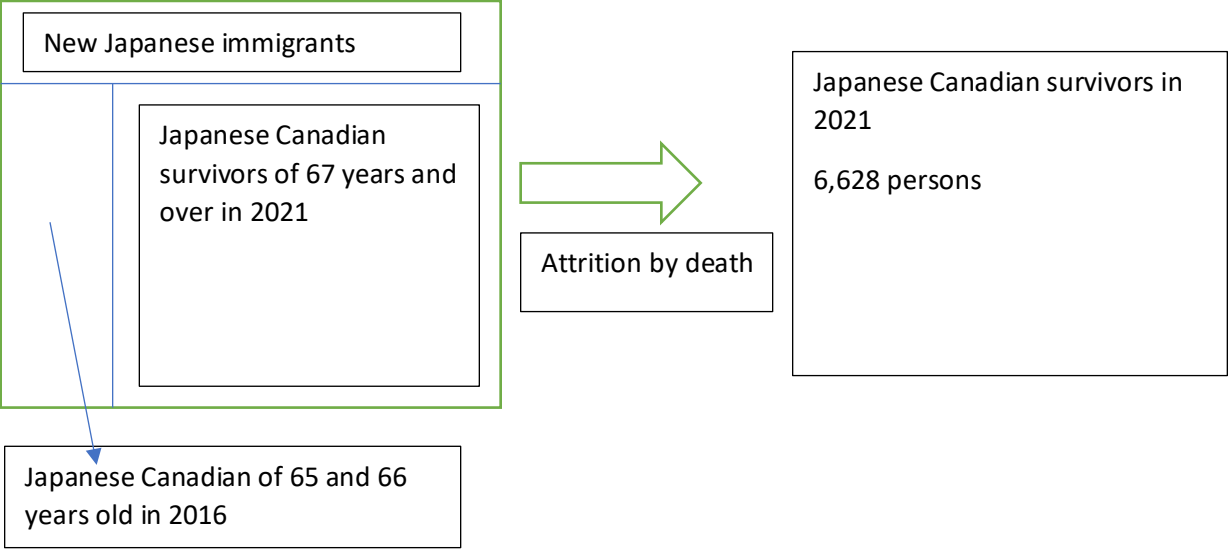 New Japanese immigrants
Japanese Canadian
survivors of 67 years and
over in 2021
Attrition by death
Japanese Canadian survivors in
2021
6,628 persons
Japanese Canadian of 65 and 66
years old in 2016